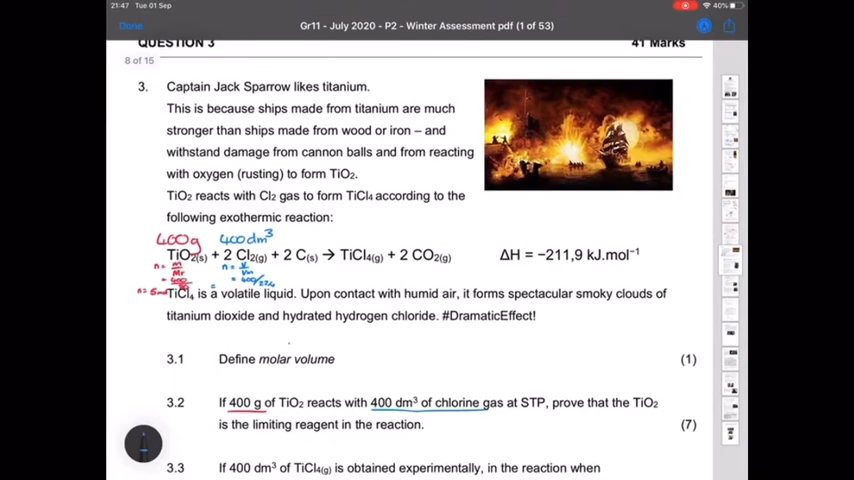 21:47 Tue 01 Sep
40%
Done
Gr11 - July 2020 - P2 - Winter Assessment pdf (1 of 53)
QUESTION 3
41 Marks
8 of 15
3. Captain Jack Sparrow likes titanium.
This is because ships made from titanium are much
stronger than ships made from wood or iron – and
withstand damage from cannon balls and from reacting
with oxygen (rusting) to form TiO₂.
TiO₂ reacts with Cl₂ gas to form TiCl₄ according to the
following exothermic reaction:
400g 400dm³
TiO₂(s) + 2 Cl₂(g) + 2 C(s) → TiCl₄(g) + 2 CO₂(g) ΔH = −211,9 kJ.mol⁻¹
n = m/Mr n = V/Vm
= 400/ = 400/22,4
n = 5mol =
TiCl₄ is a volatile liquid. Upon contact with humid air, it forms spectacular smoky clouds of
titanium dioxide and hydrated hydrogen chloride. #DramaticEffect!
3.1 Define molar volume (1)
3.2 If 400 g of TiO₂ reacts with 400 dm³ of chlorine gas at STP, prove that the TiO₂
is the limiting reagent in the reaction. (7)
3.3 If 400 dm³ of TiCl₄(g) is obtained experimentally, in the reaction when